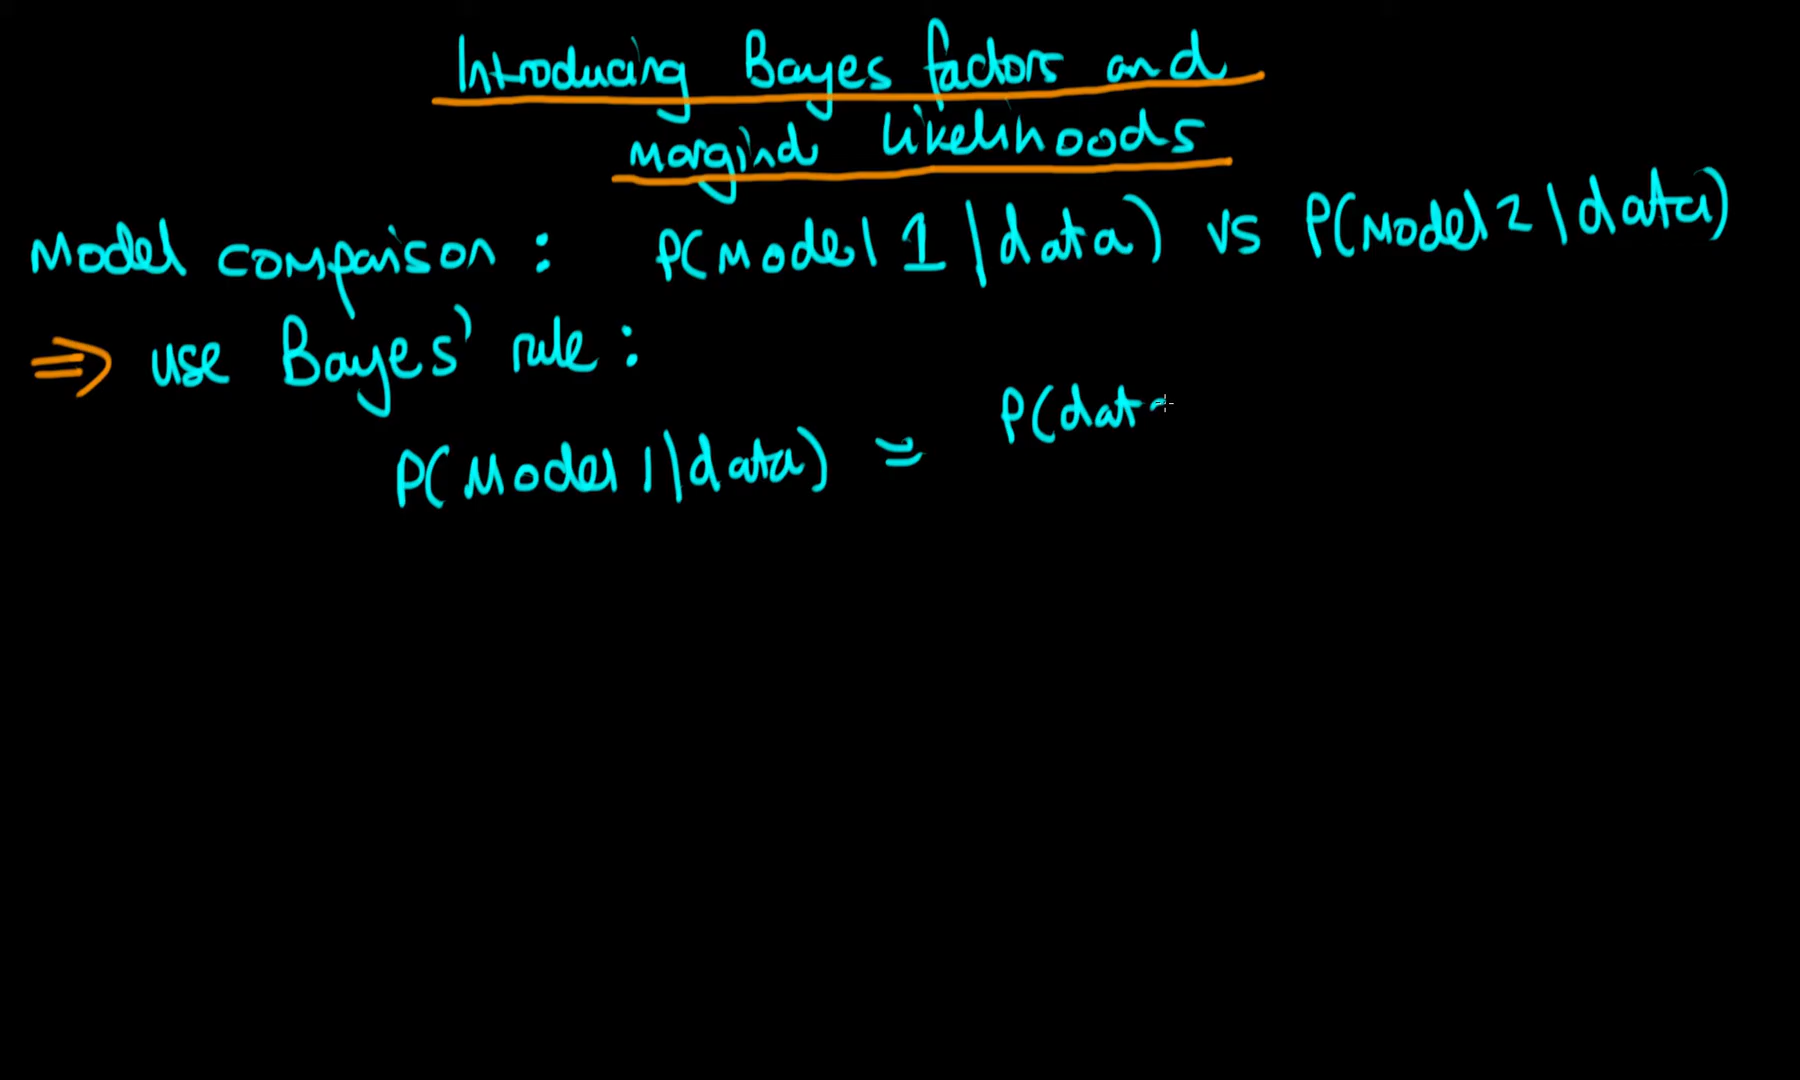 Introducing Bayes factors and
marginal likelihoods
Model comparison : P(Model 1 | data) vs P(Model 2 | data)
⇒ use Bayes' rule :
P(data
P(Model 1 | data) =